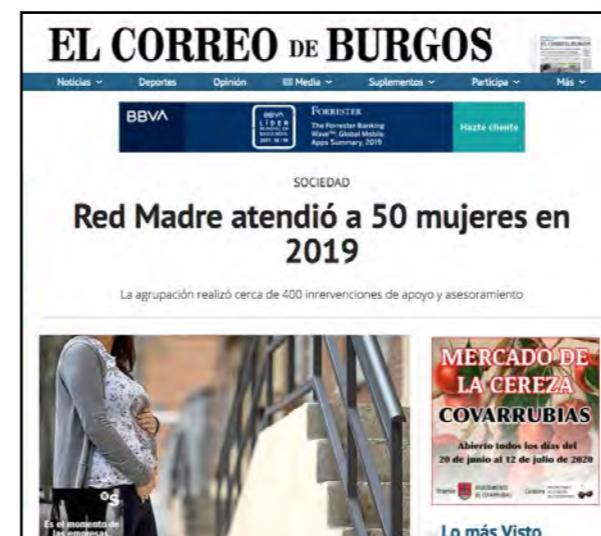 EL CORREO DE BURGOS
Noticias Deportes Opinión Media Suplementos Participa Más
BBVA
BBVA
LÍDER
FORRESTER
The Forrester Banking
Wave™: Global Mobile
Apps Summary, 2019
Hazte cliente
SOCIEDAD
Red Madre atendió a 50 mujeres en
2019
La agrupación realizó cerca de 400 inrervenciones de apoyo y asesoramiento
Es el momento de
las empresas.
MERCADO DE
LA CEREZA
COVARRUBIAS
Abierto todos los días del
20 de junio al 12 de julio de 2020
Lo más Visto